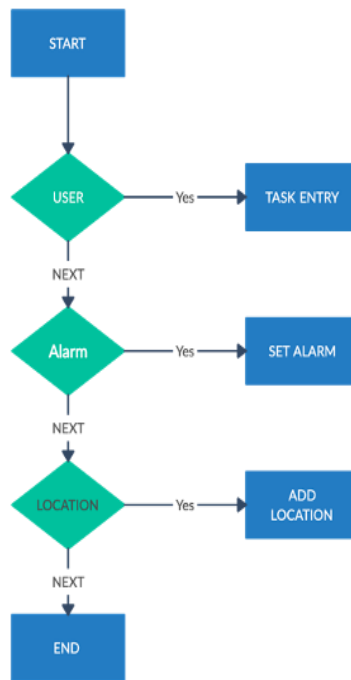 START
USER
Yes
TASK ENTRY
NEXT
Alarm
Yes
SET ALARM
NEXT
LOCATION
Yes
ADD
LOCATION
NEXT
END